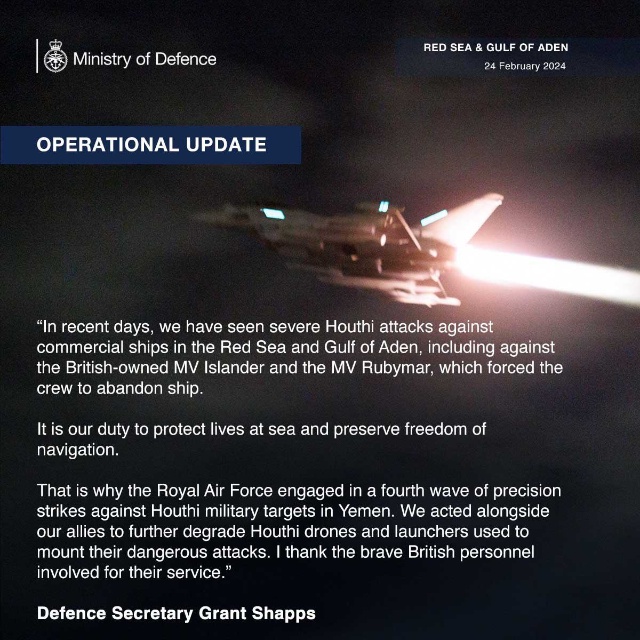 Ministry of Defence
RED SEA & GULF OF ADEN
24 February 2024
OPERATIONAL UPDATE
“In recent days, we have seen severe Houthi attacks against
commercial ships in the Red Sea and Gulf of Aden, including against
the British-owned MV Islander and the MV Rubymar, which forced the
crew to abandon ship.
It is our duty to protect lives at sea and preserve freedom of
navigation.
That is why the Royal Air Force engaged in a fourth wave of precision
strikes against Houthi military targets in Yemen. We acted alongside
our allies to further degrade Houthi drones and launchers used to
mount their dangerous attacks. I thank the brave British personnel
involved for their service.”
Defence Secretary Grant Shapps